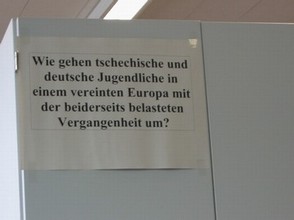 Wie gehen tschechische und
deutsche Jugendliche in
einem vereinten Europa mit
der beiderseits belasteten
Vergangenheit um?